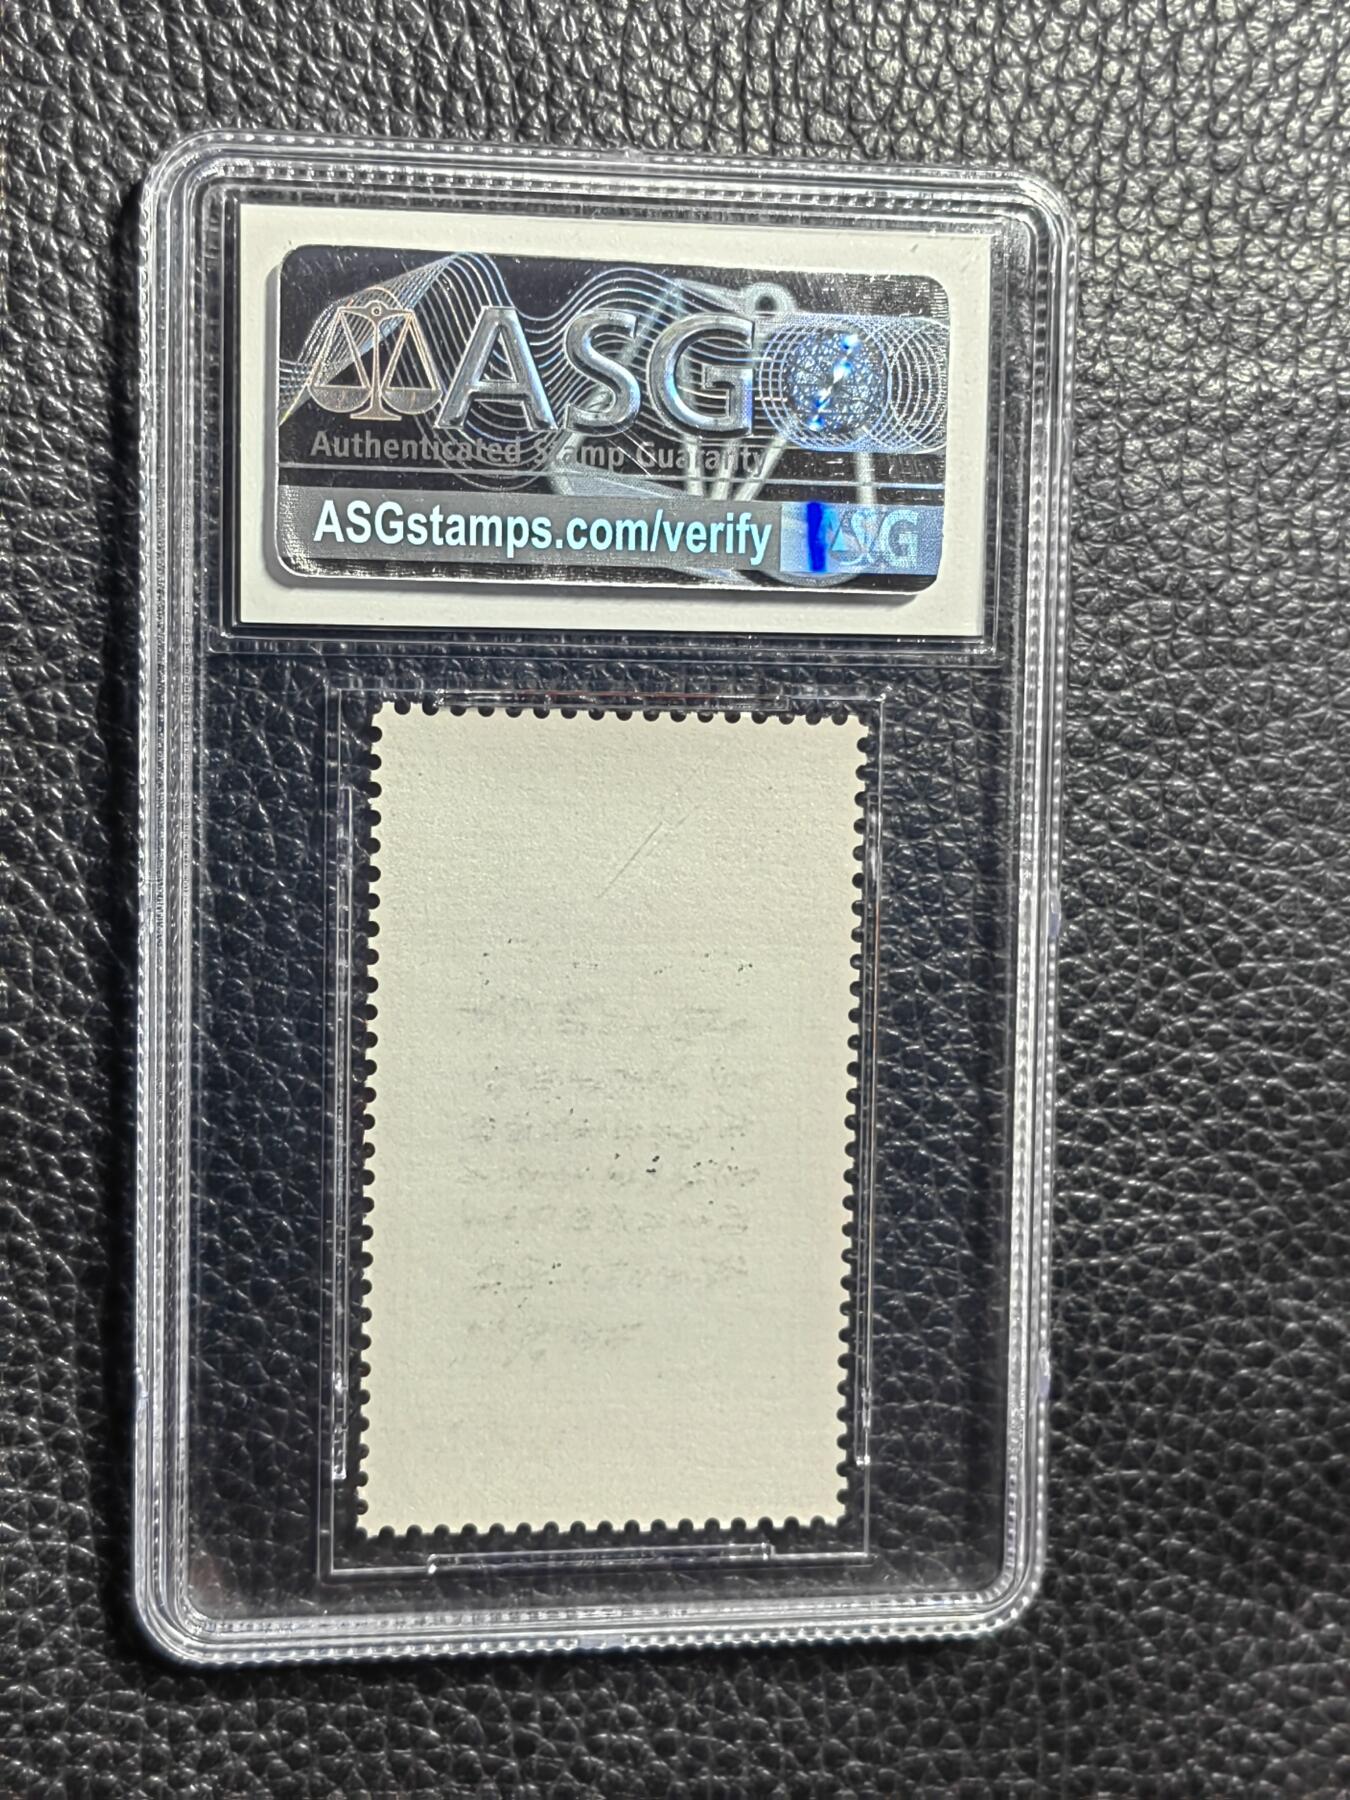 ASG
Authenticated Stamp Guaranty
ASGstamps.com/verify ASG